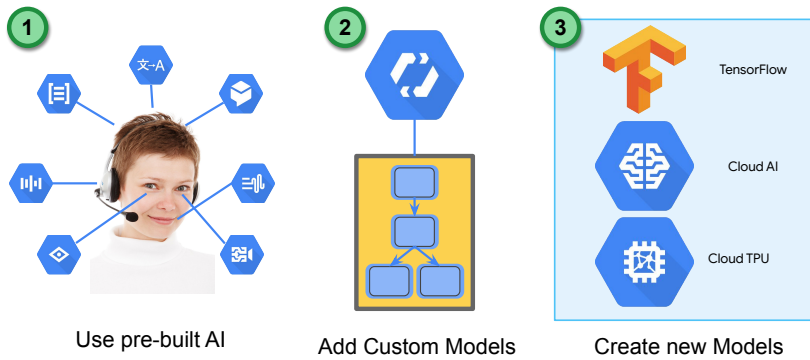 1
2
3
文→A
TensorFlow
Cloud AI
Cloud TPU
Use pre-built AI
Add Custom Models
Create new Models